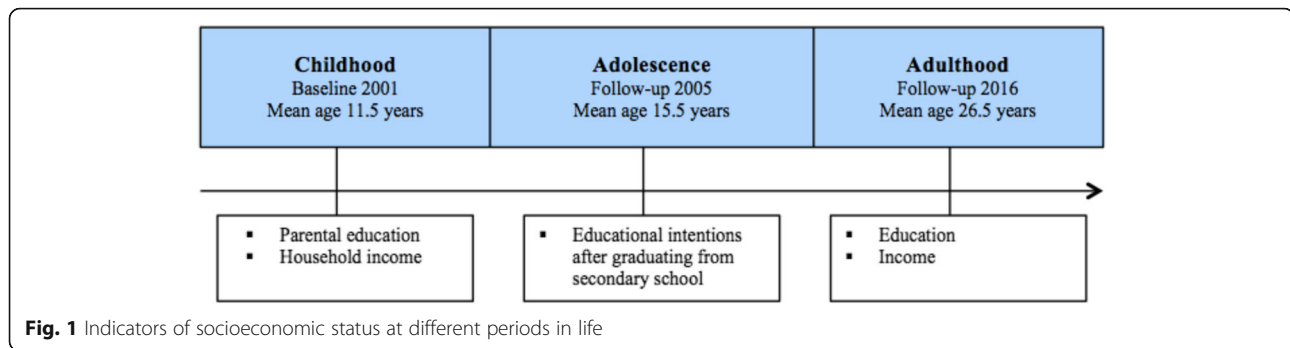 Childhood
Baseline 2001
Mean age 11.5 years
Adolescence
Follow-up 2005
Mean age 15.5 years
Adulthood
Follow-up 2016
Mean age 26.5 years
▪ Parental education
▪ Household income
▪ Educational intentions
after graduating from
secondary school
▪ Education
▪ Income
Fig. 1 Indicators of socioeconomic status at different periods in life